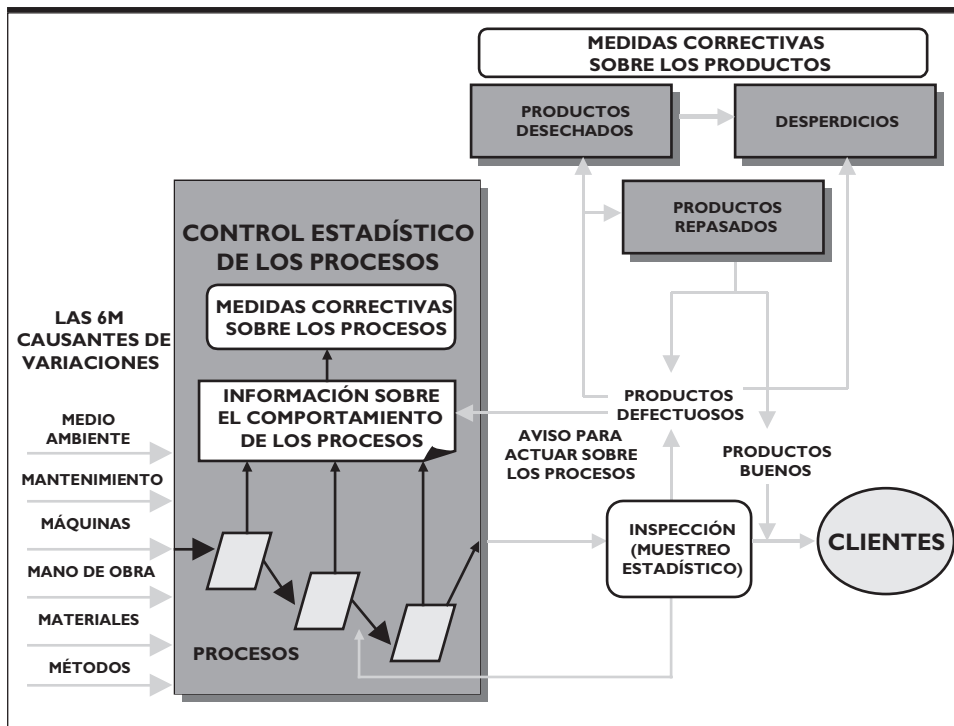 MEDIDAS CORRECTIVAS
SOBRE LOS PRODUCTOS
PRODUCTOS
DESECHADOS
DESPERDICIOS
PRODUCTOS
REPASADOS
CONTROL ESTADÍSTICO
DE LOS PROCESOS
MEDIDAS CORRECTIVAS
SOBRE LOS PROCESOS
LAS 6M
CAUSANTES DE
VARIACIONES
INFORMACIÓN SOBRE
EL COMPORTAMIENTO
DE LOS PROCESOS
MEDIO
AMBIENTE
MANTENIMIENTO
MÁQUINAS
MANO DE OBRA
MATERIALES
MÉTODOS
PROCESOS
PRODUCTOS
DEFECTUOSOS
AVISO PARA
ACTUAR SOBRE
LOS PROCESOS
PRODUCTOS
BUENOS
INSPECCIÓN
(MUESTREO
ESTADÍSTICO)
CLIENTES